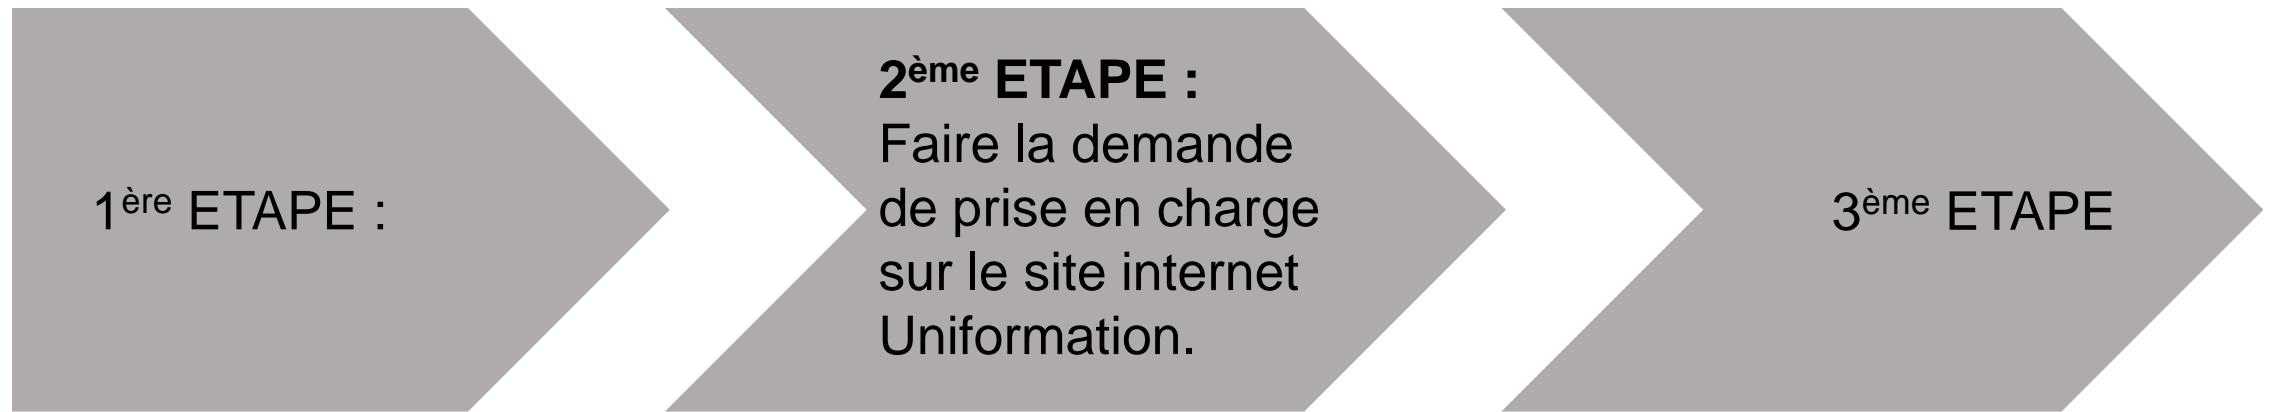 1ère ETAPE :
2ème ETAPE :
Faire la demande
de prise en charge
sur le site internet
Uniformation.
3ème ETAPE